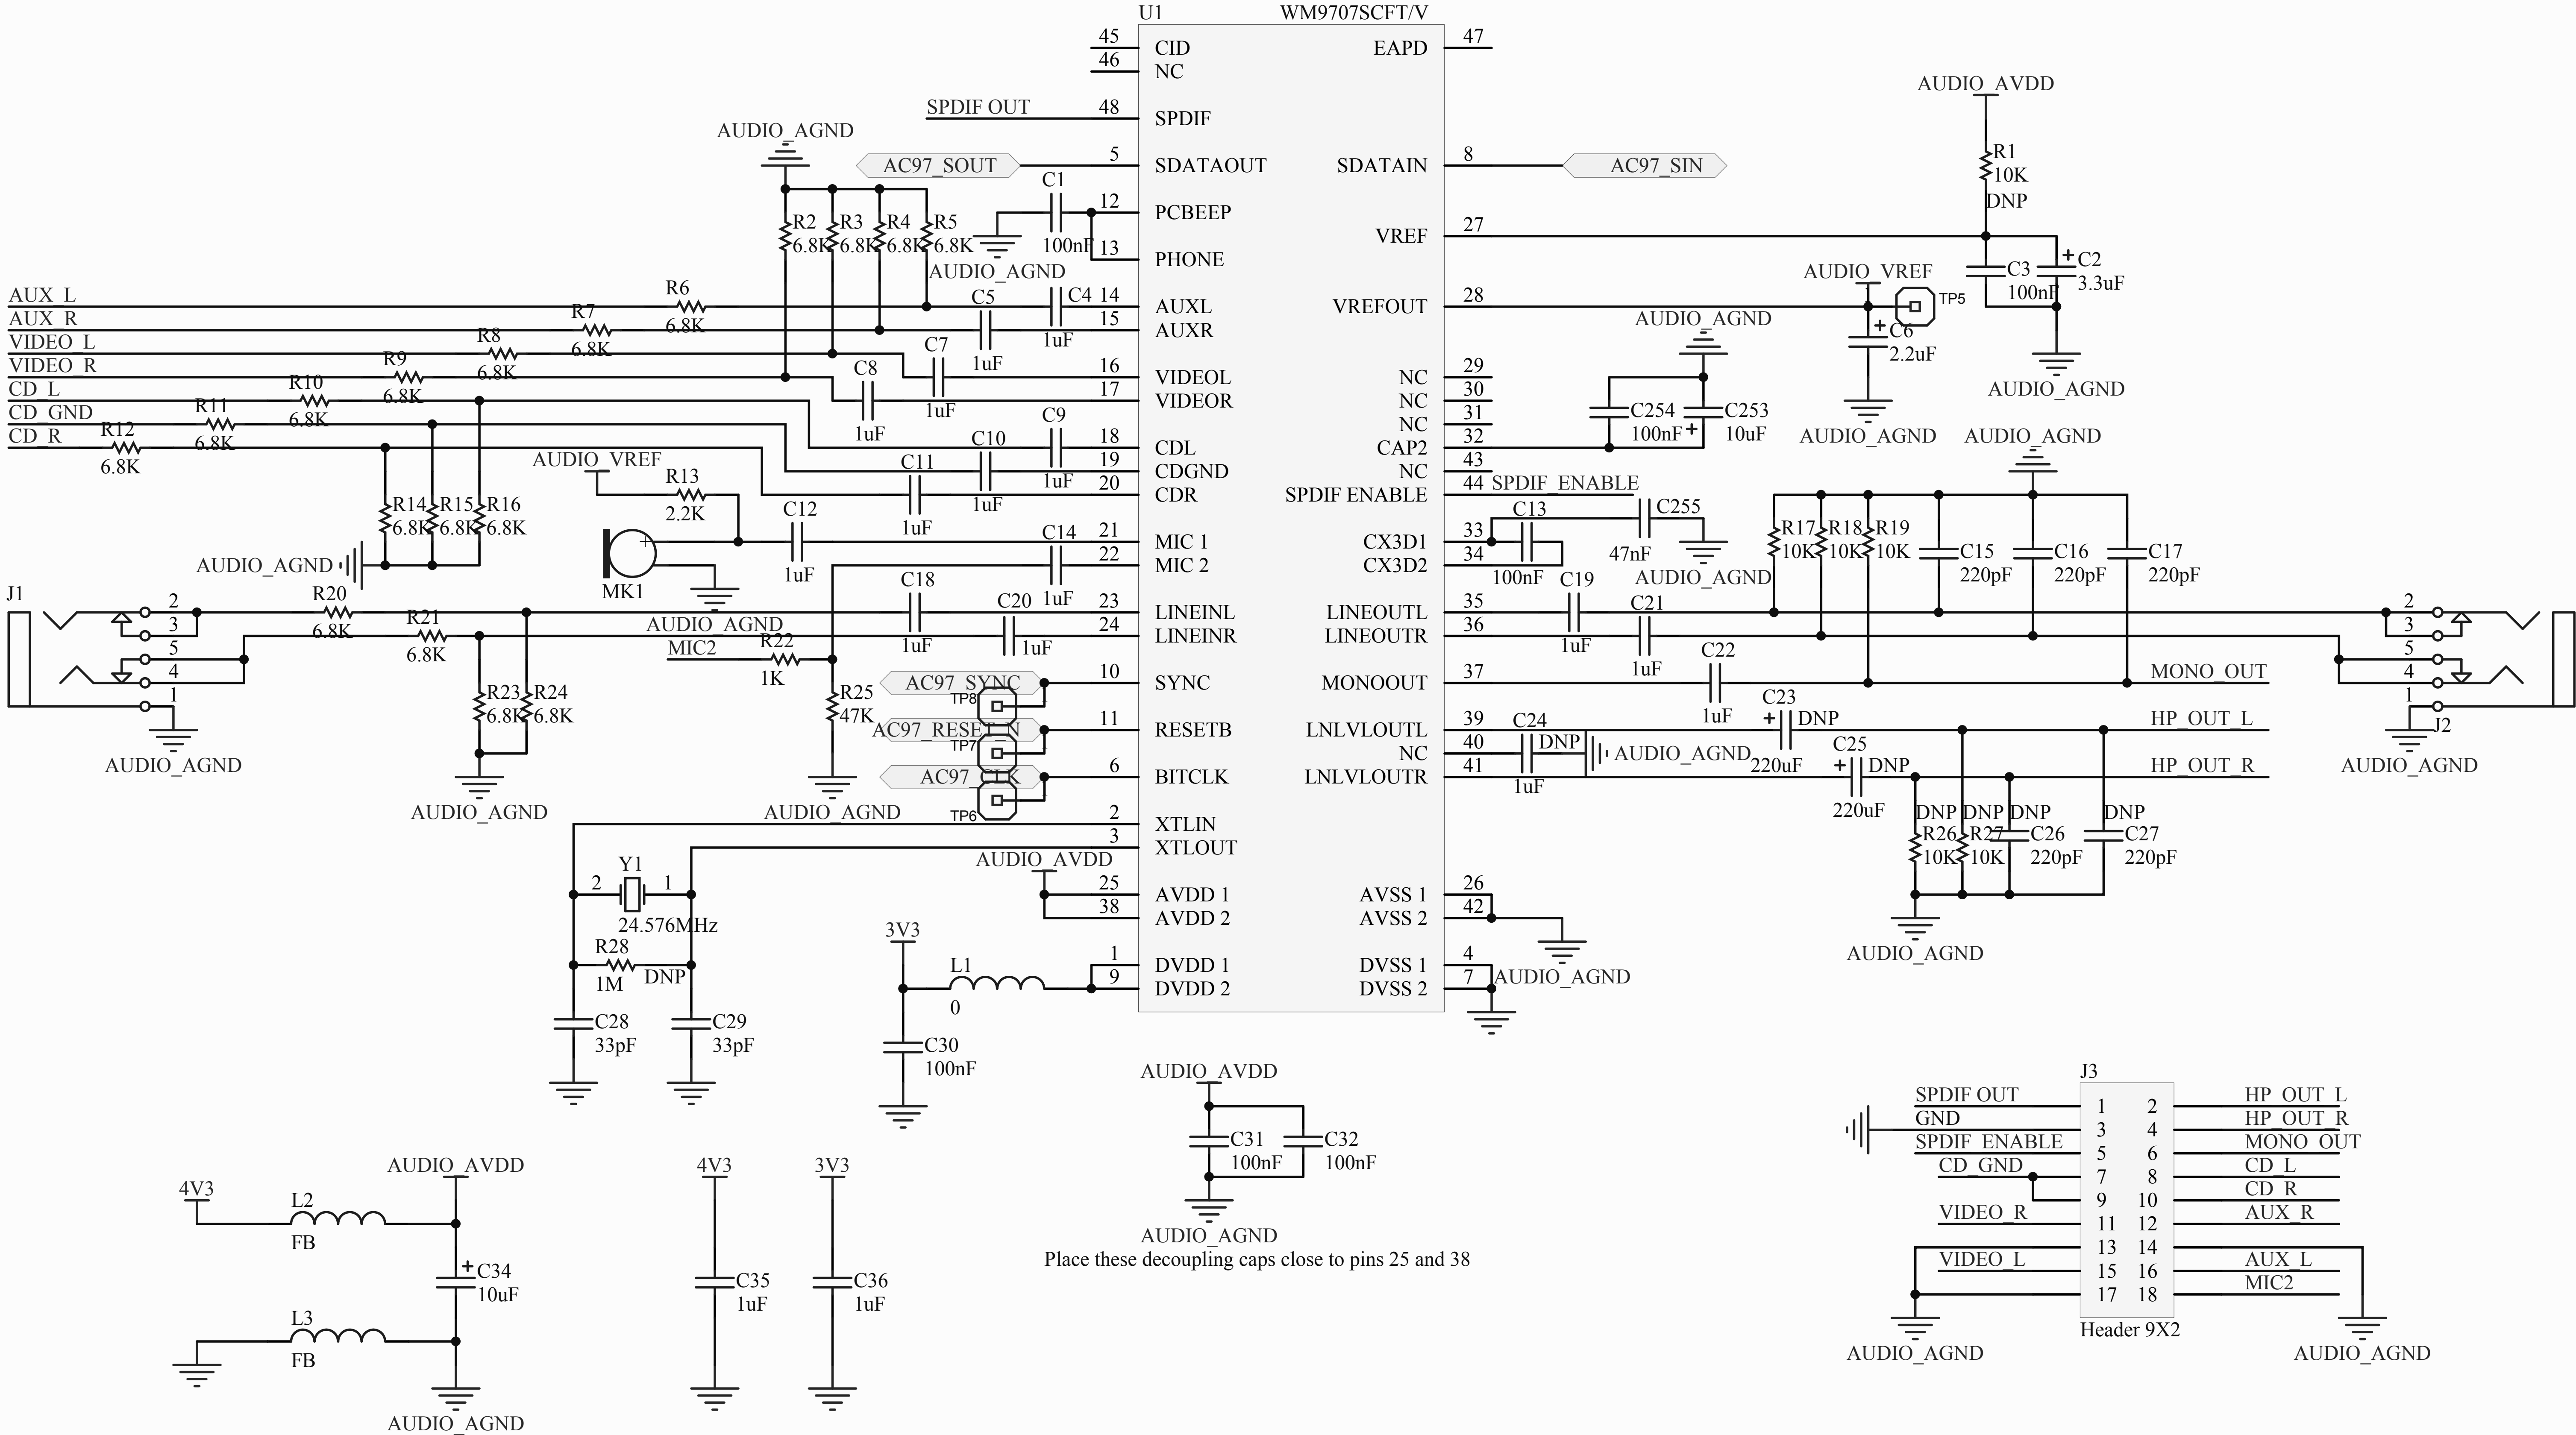 U1 WM9707SCFT/V
45 CID EAPD 47
46 NC
SPDIF OUT 48 SPDIF
AC97_SOUT 5 SDATAOUT SDATAIN 8 AC97_SIN
12 PCBEEP
13 PHONE
VREF 27
14 AUXL VREFOUT 28
15 AUXR
16 VIDEOL NC 29
17 VIDEOR NC 30
NC 31
18 CDL CAP2 32
19 CDGND NC 43
20 CDR SPDIF ENABLE 44 SPDIF_ENABLE
21 MIC 1 CX3D1 33
22 MIC 2 CX3D2 34
23 LINEINL LINEOUTL 35
24 LINEINR LINEOUTR 36
AC97_SYNC 10 SYNC MONOOUT 37
TP8
AC97_RESET_N 11 RESETB LNLVLOUTL 39
TP7
NC 40
AC97_CLK 6 BITCLK LNLVLOUTR 41
TP6
2 XTLIN
3 XTLOUT
AUDIO_AVDD
25 AVDD 1 AVSS 1 26
38 AVDD 2 AVSS 2 42
1 DVDD 1 DVSS 1 4
9 DVDD 2 DVSS 2 7
AUDIO_AGND
AUDIO_AGND
R2 R3 R4 R5
6.8K 6.8K 6.8K 6.8K
C1
100nF
AUDIO_AGND
AUX_L
AUX_R
VIDEO_L
VIDEO_R
CD_L
CD_GND
CD_R
R6
6.8K
R7
6.8K
R8
6.8K
R9
6.8K
R10
6.8K
R11
6.8K
R12
6.8K
C4
1uF
C5
1uF
C7
1uF
C8
1uF
C9
1uF
C10
1uF
C11
1uF
R14 R15 R16
6.8K 6.8K 6.8K
AUDIO_AGND
AUDIO_VREF
R13
2.2K
C12
1uF
MK1
AUDIO_AGND
C14
1uF
MIC2 R22
1K
R25
47K
AUDIO_AGND
J1
2
3
5
4
1
AUDIO_AGND
R20
6.8K
R21
6.8K
C18
1uF
C20
1uF
R23 R24
6.8K 6.8K
AUDIO_AGND
Y1
2 1
24.576MHz
R28
1M DNP
C28 C29
33pF 33pF
3V3
L1
0
C30
100nF
AUDIO_AVDD
R1
10K
DNP
C3 C2
100nF 3.3uF
AUDIO_AGND
AUDIO_VREF
TP5
C6
2.2uF
AUDIO_AGND
AUDIO_AGND
C254 C253
100nF 10uF
C13
100nF
C255
47nF
AUDIO_AGND
AUDIO_AGND
R17 R18 R19
10K 10K 10K
C15 C16 C17
220pF 220pF 220pF
C19
1uF
C21
1uF
C22
1uF
MONO_OUT
C23
DNP
220uF
HP_OUT_L
C24
DNP
1uF
AUDIO_AGND
C25
DNP
220uF
HP_OUT_R
DNP DNP DNP DNP
R26 R27 C26 C27
10K 10K 220pF 220pF
AUDIO_AGND
2
3
5
4
1
J2
AUDIO_AGND
AUDIO_AVDD
C31 C32
100nF 100nF
AUDIO_AGND
Place these decoupling caps close to pins 25 and 38
4V3
L2
FB
AUDIO_AVDD
C34
10uF
L3
FB
AUDIO_AGND
4V3
C35
1uF
3V3
C36
1uF
J3
SPDIF OUT 1 2 HP_OUT_L
GND 3 4 HP_OUT_R
SPDIF_ENABLE 5 6 MONO_OUT
CD_GND 7 8 CD_L
9 10 CD_R
VIDEO_R 11 12 AUX_R
13 14
VIDEO_L 15 16 AUX_L
17 18 MIC2
Header 9X2
AUDIO_AGND
AUDIO_AGND